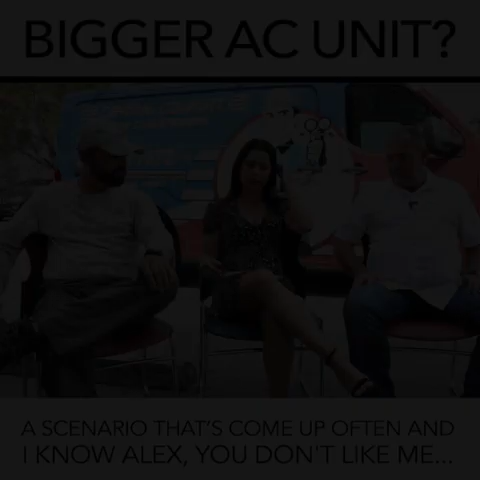 BIGGER AC UNIT?
A SCENARIO THAT'S COME UP OFTEN AND
I KNOW ALEX, YOU DON'T LIKE ME...